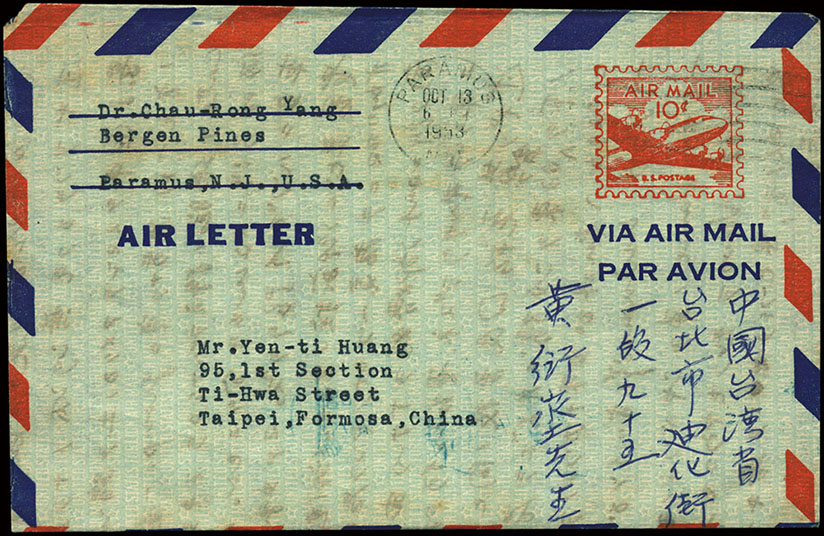 Dr.Chau-Rong Yang
Bergen Pines
Paramus,N.J.,U.S.A.
PARAMUS
OCT 13
1953
AIR MAIL
10¢
U.S. POSTAGE
AIR LETTER
VIA AIR MAIL
PAR AVION
Mr.Yen-ti Huang
95,1st Section
Ti-Hwa Street
Taipei,Formosa,China
中國台湾省
台北市迪化街
一段九十五
黄衍先生